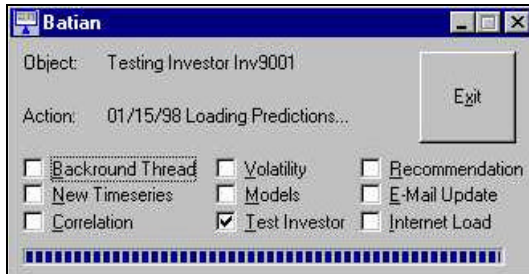 Batian
Object: Testing Investor Inv9001
Exit
Action: 01/15/98 Loading Predictions...
Backround Thread Volatility Recommendation
New Timeseries Models E-Mail Update
Correlation Test Investor Internet Load